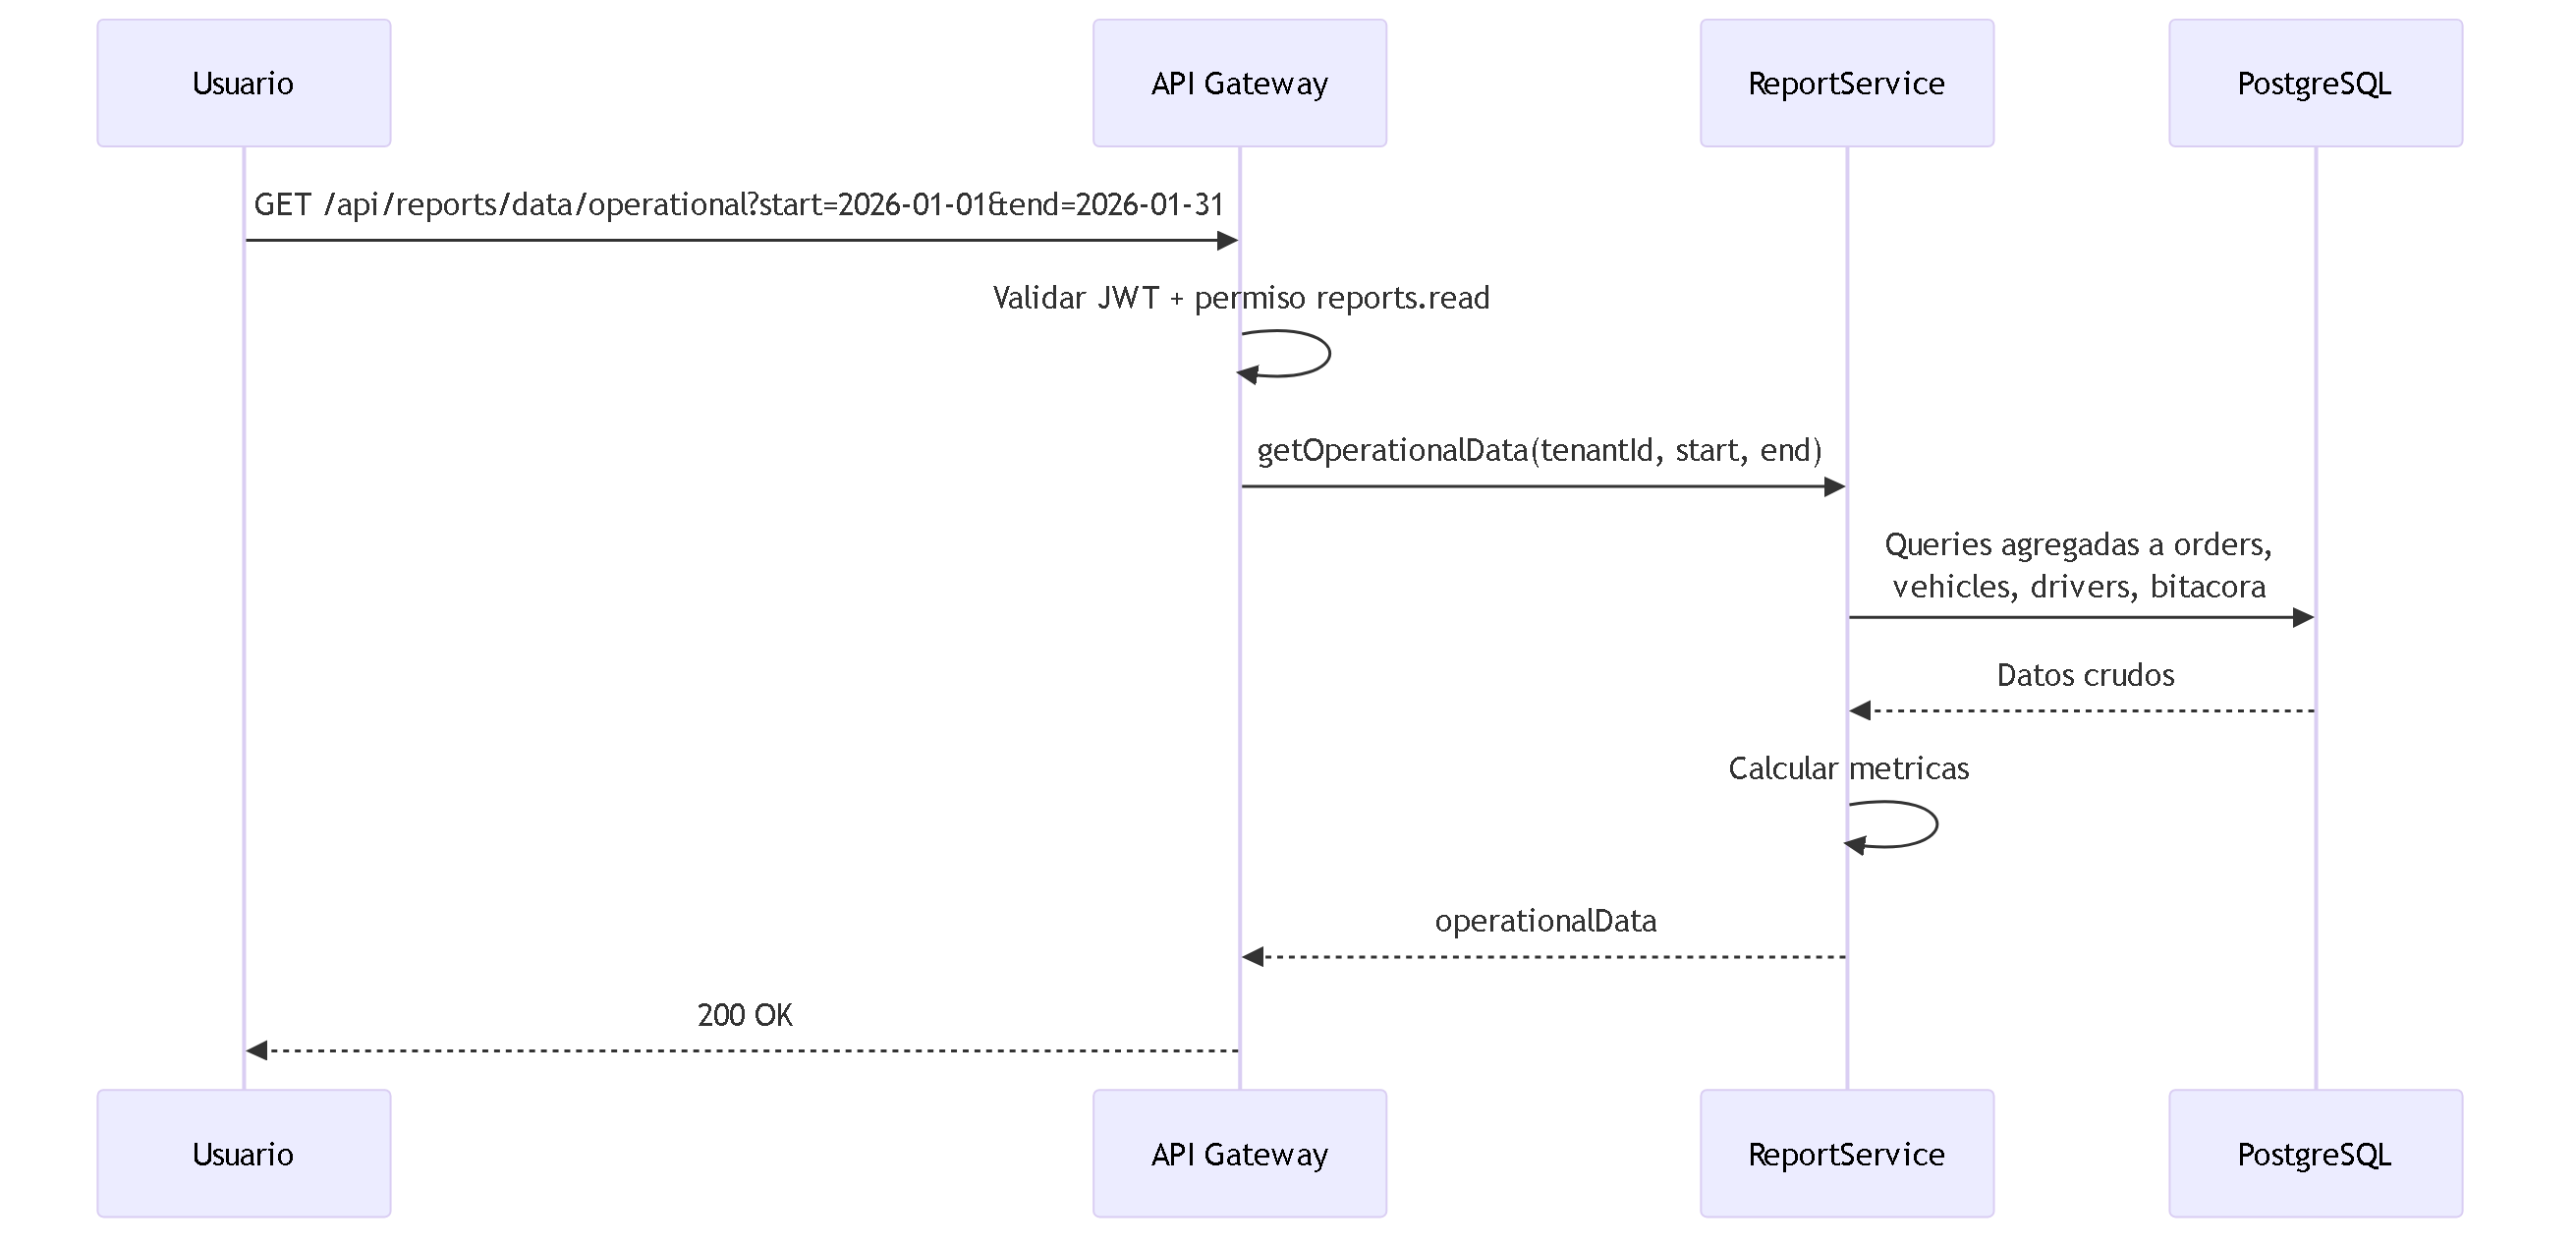 Usuario
API Gateway
ReportService
PostgreSQL
GET /api/reports/data/operational?start=2026-01-01&end=2026-01-31
Validar JWT + permiso reports.read
getOperationalData(tenantId, start, end)
Queries agregadas a orders,
vehicles, drivers, bitacora
Datos crudos
Calcular metricas
operationalData
200 OK
Usuario
API Gateway
ReportService
PostgreSQL